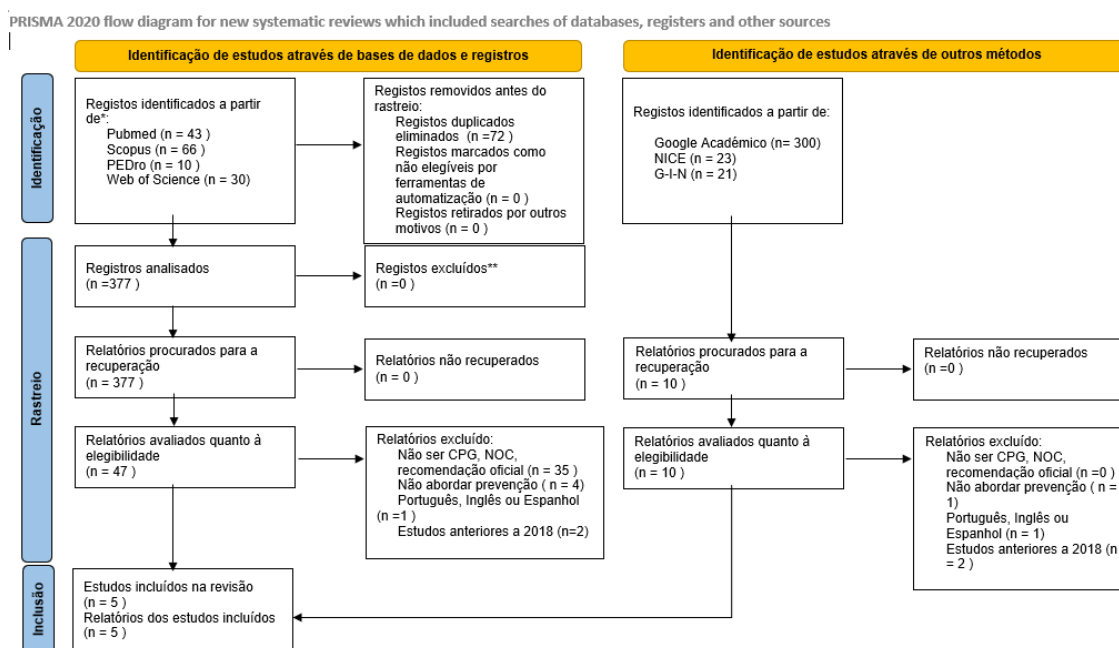 PRISMA 2020 flow diagram for new systematic reviews which included searches of databases, registers and other sources
Identificação de estudos através de bases de dados e registros
Identificação de estudos através de outros métodos
Identificação
Registos identificados a partir
de*:
Pubmed (n = 43 )
Scopus (n = 66 )
PEDro (n = 10 )
Web of Science (n = 30)
Registos removidos antes do
rastreio:
Registos duplicados
eliminados (n =72 )
Registos marcados como
não elegíveis por
ferramentas de
automatização (n = 0 )
Registos retirados por outros
motivos (n = 0 )
Registos identificados a partir de:
Google Académico (n= 300)
NICE (n = 23)
G-I-N (n = 21)
Rastreio
Registros analisados
(n =377 )
Registos excluídos**
(n =0 )
Relatórios procurados para a
recuperação
(n = 377 )
Relatórios não recuperados
(n = 0 )
Relatórios procurados para a
recuperação
(n = 10 )
Relatórios não recuperados
(n =0 )
Relatórios avaliados quanto à
elegibilidade
(n = 47 )
Relatórios excluído:
Não ser CPG, NOC,
recomendação oficial (n = 35 )
Não abordar prevenção ( n = 4)
Português, Inglês ou Espanhol
(n =1 )
Estudos anteriores a 2018 (n=2)
Relatórios avaliados quanto à
elegibilidade
(n = 10 )
Relatórios excluído:
Não ser CPG, NOC,
recomendação oficial (n =0 )
Não abordar prevenção ( n =
1)
Português, Inglês ou
Espanhol (n = 1)
Estudos anteriores a 2018 (n
= 2 )
Inclusão
Estudos incluídos na revisão
(n = 5 )
Relatórios dos estudos incluídos
(n = 5 )